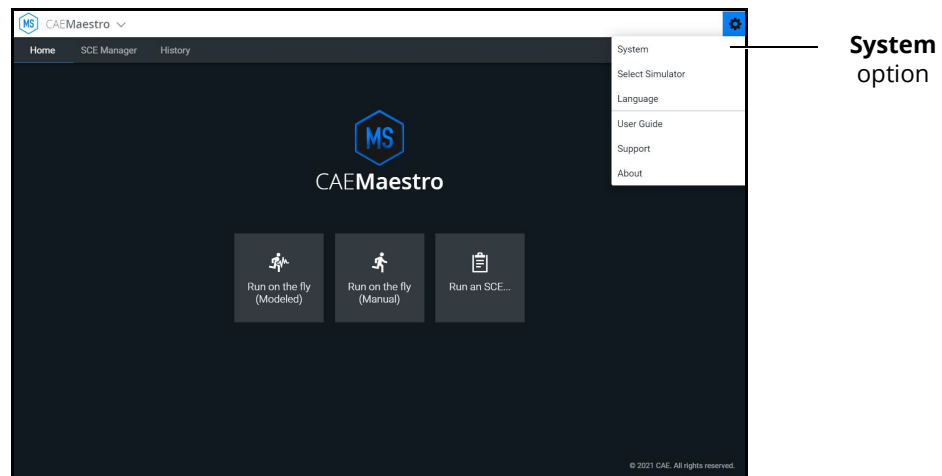 MS CAEMaestro
Home SCE Manager History
System
Select Simulator
Language
User Guide
Support
About
System
option
MS
CAEMaestro
Run on the fly
(Modeled)
Run on the fly
(Manual)
Run an SCE...
© 2021 CAE. All rights reserved.